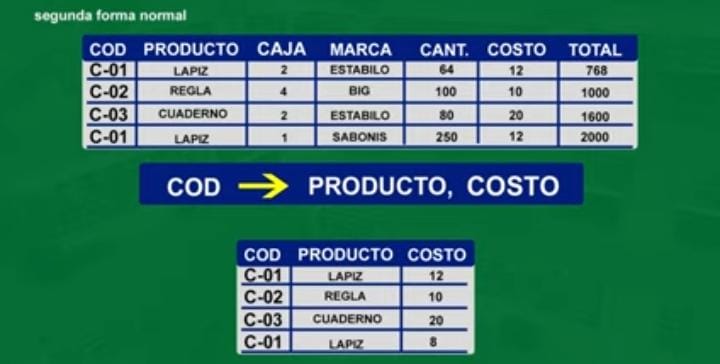 segunda forma normal
COD PRODUCTO CAJA MARCA CANT. COSTO TOTAL
C-01 LAPIZ 2 ESTABILO 64 12 768
C-02 REGLA 4 BIG 100 10 1000
C-03 CUADERNO 2 ESTABILO 80 20 1600
C-01 LAPIZ 1 SABONIS 250 12 2000
COD → PRODUCTO, COSTO
COD PRODUCTO COSTO
C-01 LAPIZ 12
C-02 REGLA 10
C-03 CUADERNO 20
C-01 LAPIZ 8